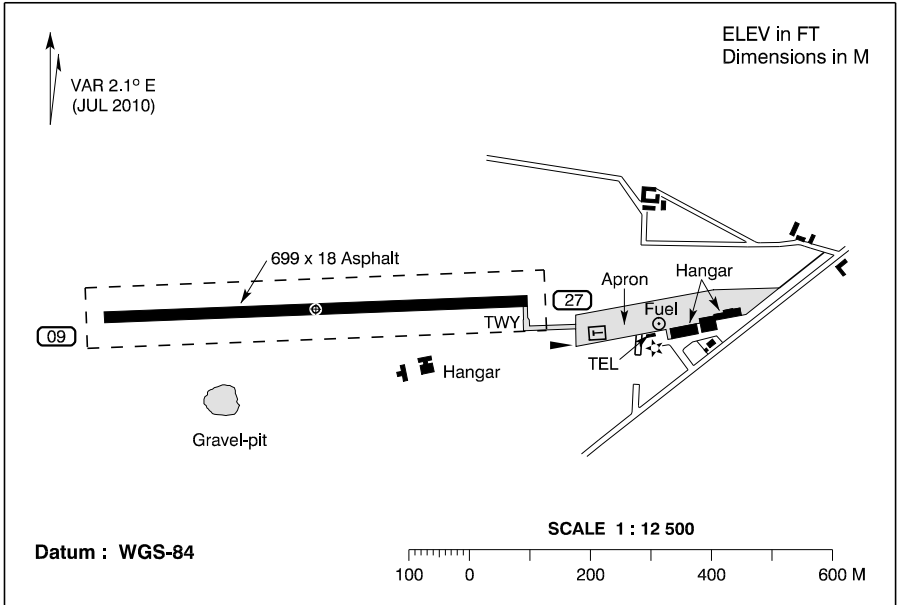 ELEV in FT
Dimensions in M
VAR 2.1° E
(JUL 2010)
699 x 18 Asphalt
Apron
Hangar
27
Fuel
TWY
09
TEL
Hangar
Gravel-pit
SCALE 1 : 12 500
Datum : WGS-84
100 0 200 400 600 M